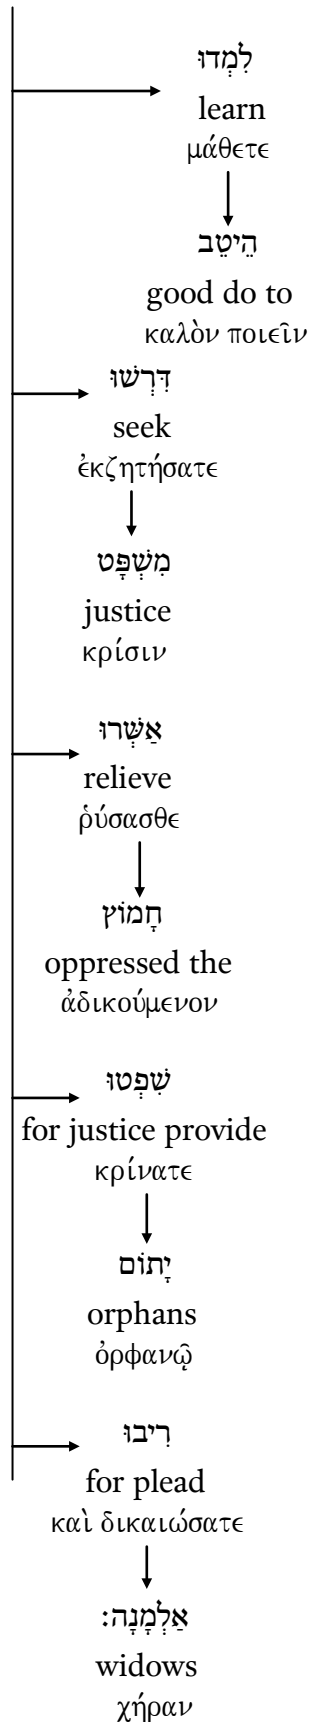 לִמְדוּ
learn
μάθετε
הֵיטֵב
good do to
καλὸν ποιεῖν
דִּרְשׁוּ
seek
ἐκζητήσατε
מִשְׁפָּט
justice
κρίσιν
אַשְּׁרוּ
relieve
ῥύσασθε
חָמוֹץ
oppressed the
ἀδικούμενον
שִׁפְטוּ
for justice provide
κρίνατε
יָתוֹם
orphans
ὀρφανῷ
רִיבוּ
for plead
καὶ δικαιώσατε
אַלְמָנָה׃
widows
χήραν